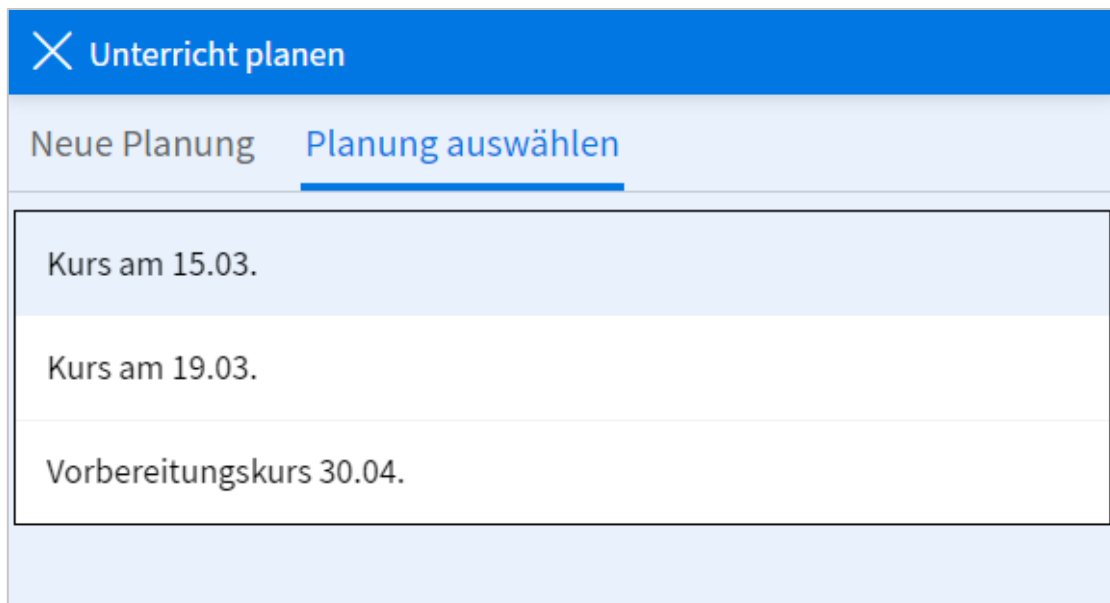 Unterricht planen
Neue Planung Planung auswählen
Kurs am 15.03.
Kurs am 19.03.
Vorbereitungskurs 30.04.